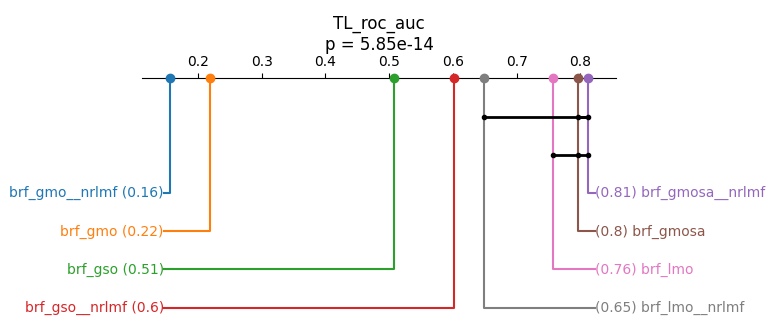 TL_roc_auc
p = 5.85e-14
0.2 0.3 0.4 0.5 0.6 0.7 0.8
brf_gmo__nrlmf (0.16) (0.81) brf_gmosa__nrlmf
brf_gmo (0.22) (0.8) brf_gmosa
brf_gso (0.51) (0.76) brf_lmo
brf_gso__nrlmf (0.6) (0.65) brf_lmo__nrlmf